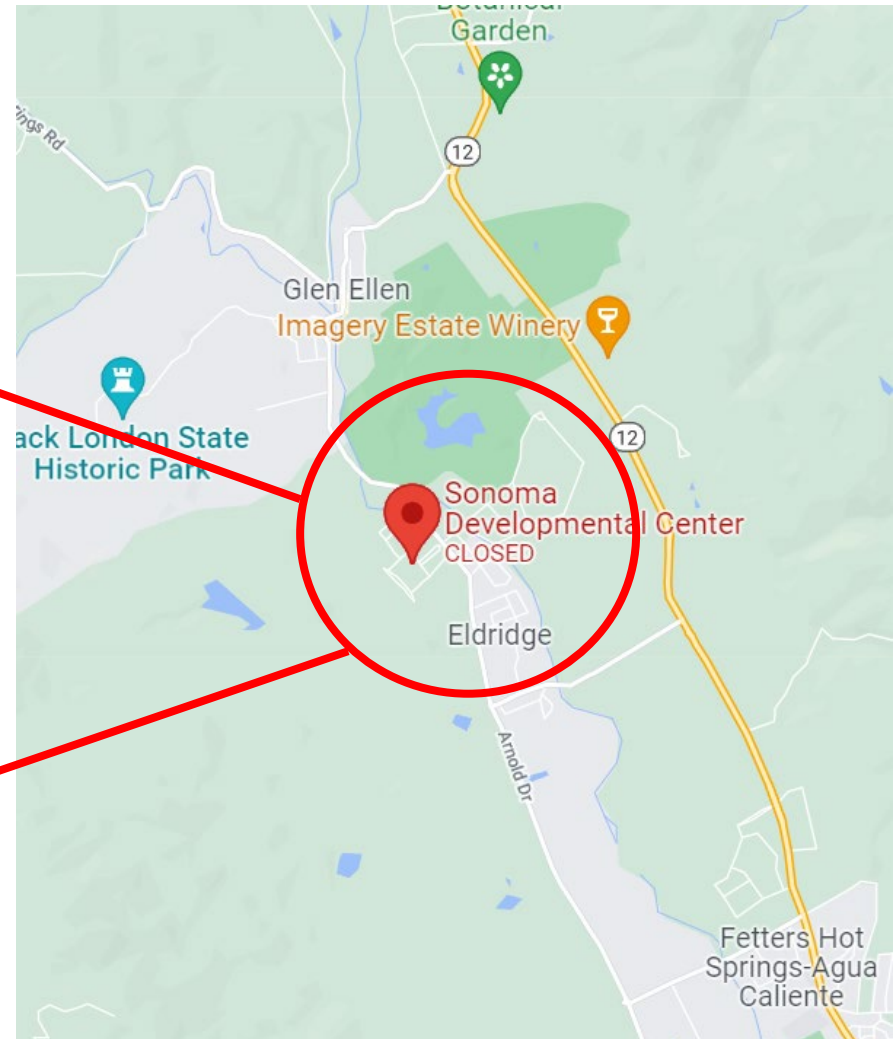 Botanical
Garden
rings Rd
12
Glen Ellen
Imagery Estate Winery
ack London State
Historic Park
12
Sonoma
Developmental Center
CLOSED
Eldridge
Arnold Dr
Fetters Hot
Springs-Agua
Caliente